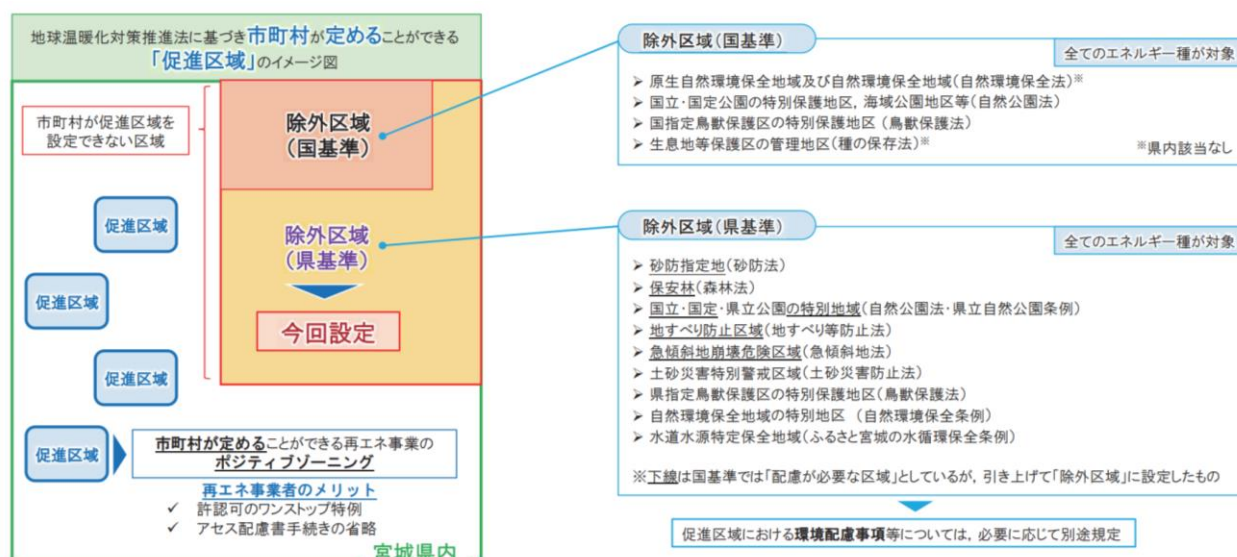 地球温暖化対策推進法に基づき市町村が定めることができる
「促進区域」のイメージ図
市町村が促進区域を
設定できない区域
除外区域
（国基準）
除外区域
（県基準）
今回設定
促進区域
促進区域
促進区域
促進区域
市町村が定めることができる再エネ事業の
ポジティブゾーニング
再エネ事業者のメリット
✓ 許認可のワンストップ特例
✓ アセス配慮書手続きの省略
宮城県内
除外区域(国基準)
全てのエネルギー種が対象
➢ 原生自然環境保全地域及び自然環境保全地域(自然環境保全法)※
➢ 国立・国定公園の特別保護地区，海域公園地区等(自然公園法)
➢ 国指定鳥獣保護区の特別保護地区（鳥獣保護法）
➢ 生息地等保護区の管理地区(種の保存法)※
※県内該当なし
除外区域(県基準)
全てのエネルギー種が対象
➢ 砂防指定地(砂防法)
➢ 保安林(森林法)
➢ 国立・国定・県立公園の特別地域(自然公園法・県立自然公園条例)
➢ 地すべり防止区域(地すべり等防止法)
➢ 急傾斜地崩壊危険区域(急傾斜地法)
➢ 土砂災害特別警戒区域(土砂災害防止法)
➢ 県指定鳥獣保護区の特別保護地区(鳥獣保護法)
➢ 自然環境保全地域の特別地区（自然環境保全条例）
➢ 水道水源特定保全地域(ふるさと宮城の水循環保全条例)
※下線は国基準では「配慮が必要な区域」としているが，引き上げて「除外区域」に設定したもの
促進区域における環境配慮事項等については，必要に応じて別途規定